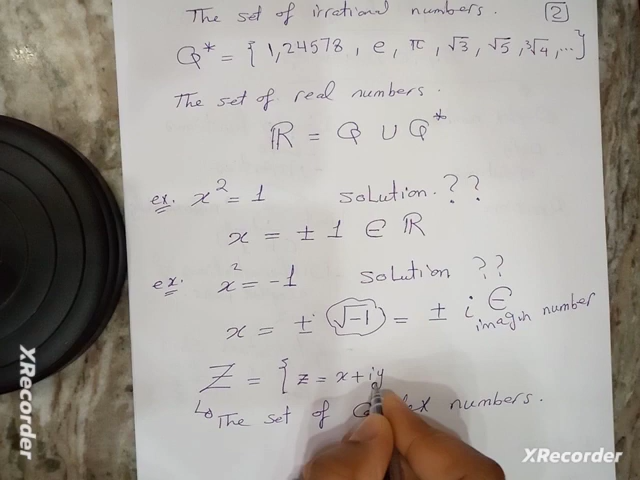 The set of irrational numbers. 2
Q* = { 1,24578, e, π, √3, √5, ∛4, ...}
The set of real numbers.
ℝ = Q ∪ Q*
ex. x² = 1 solution. ??
x = ± 1 ∈ ℝ
ex. x² = -1 solution ??
x = ± √-1 = ± i ∈
imagin number
Z = { z = x + iy
↳ The set of numbers.
XRecorder
XRecorder